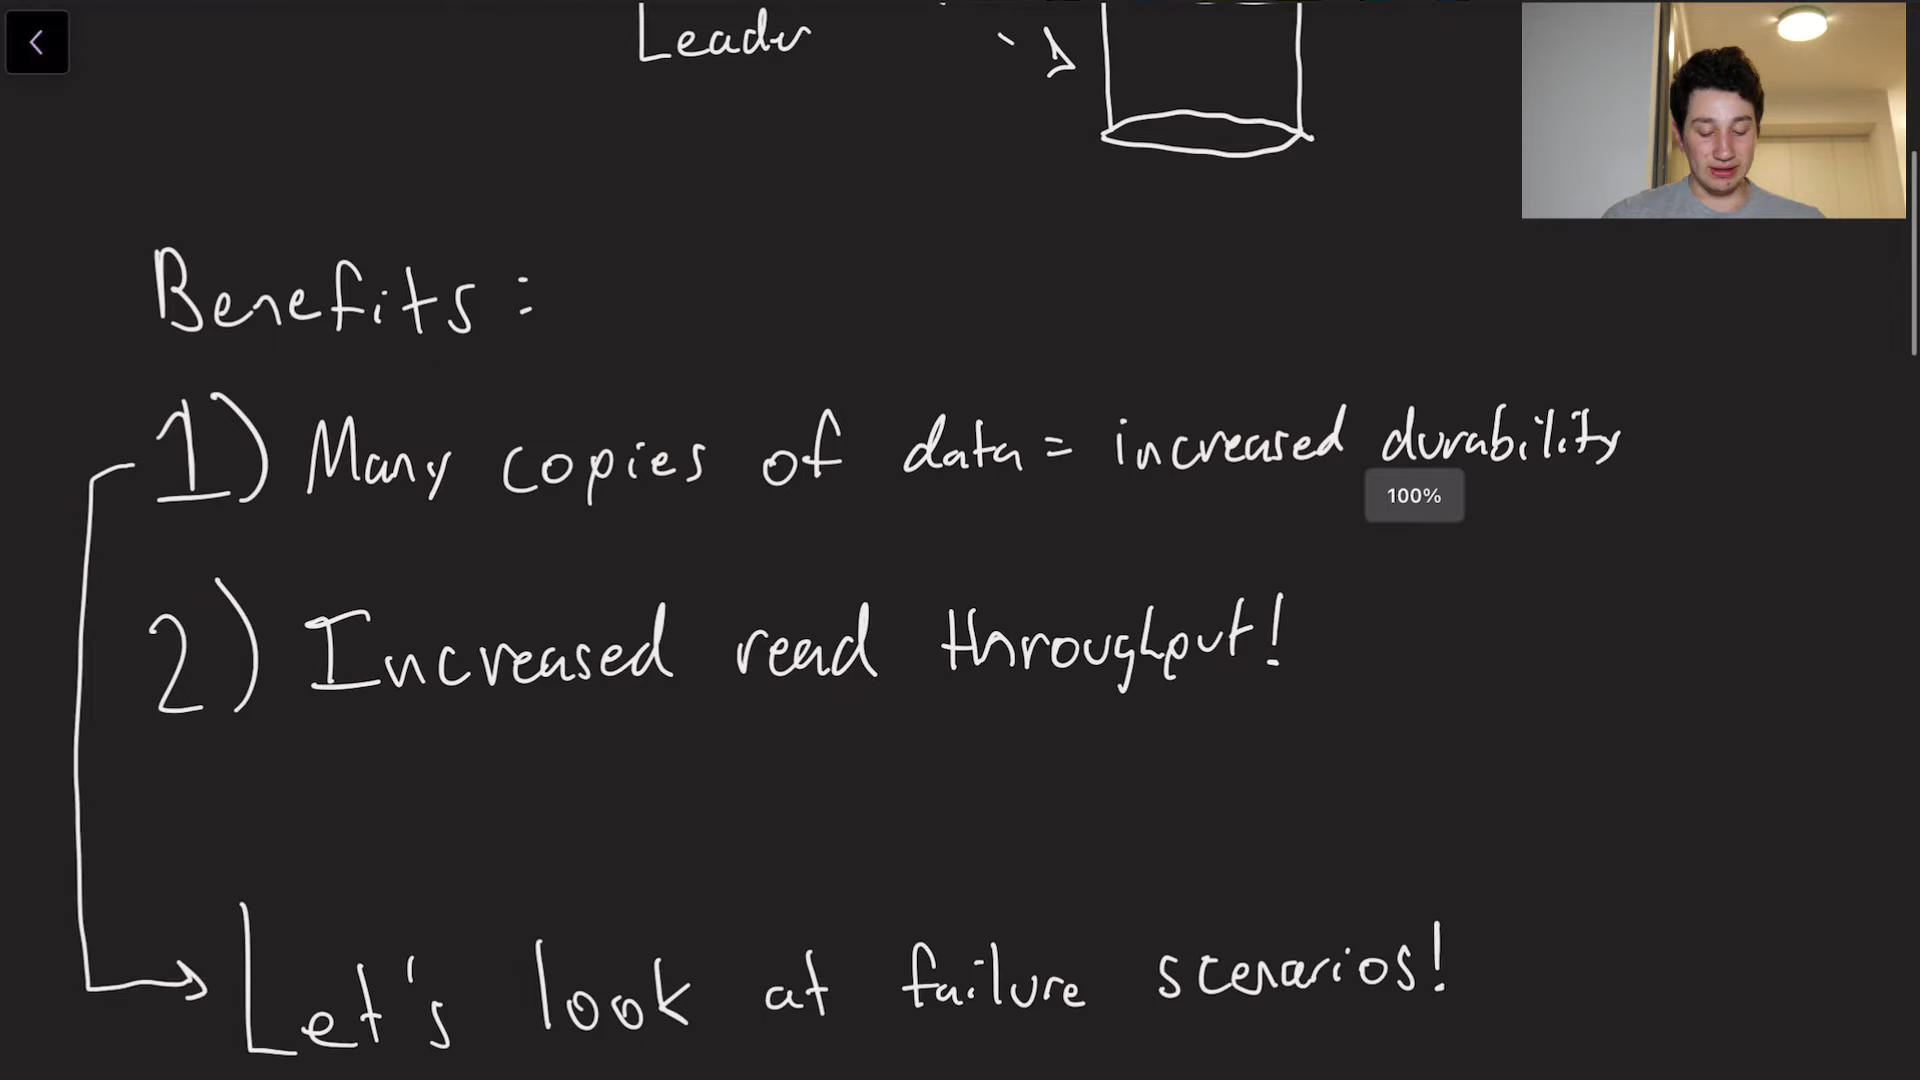 Leader
Benefits:
1) Many copies of data = increased durability
100%
2) Increased read throughput!
Let's look at failure scenarios!